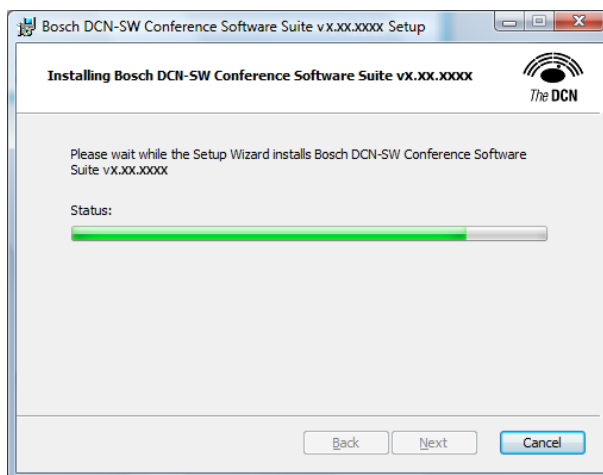 Bosch DCN-SW Conference Software Suite vX.XX.XXXX Setup
Installing Bosch DCN-SW Conference Software Suite vX.XX.XXXX
The DCN
Please wait while the Setup Wizard installs Bosch DCN-SW Conference Software
Suite vX.XX.XXXX
Status:
Back Next Cancel